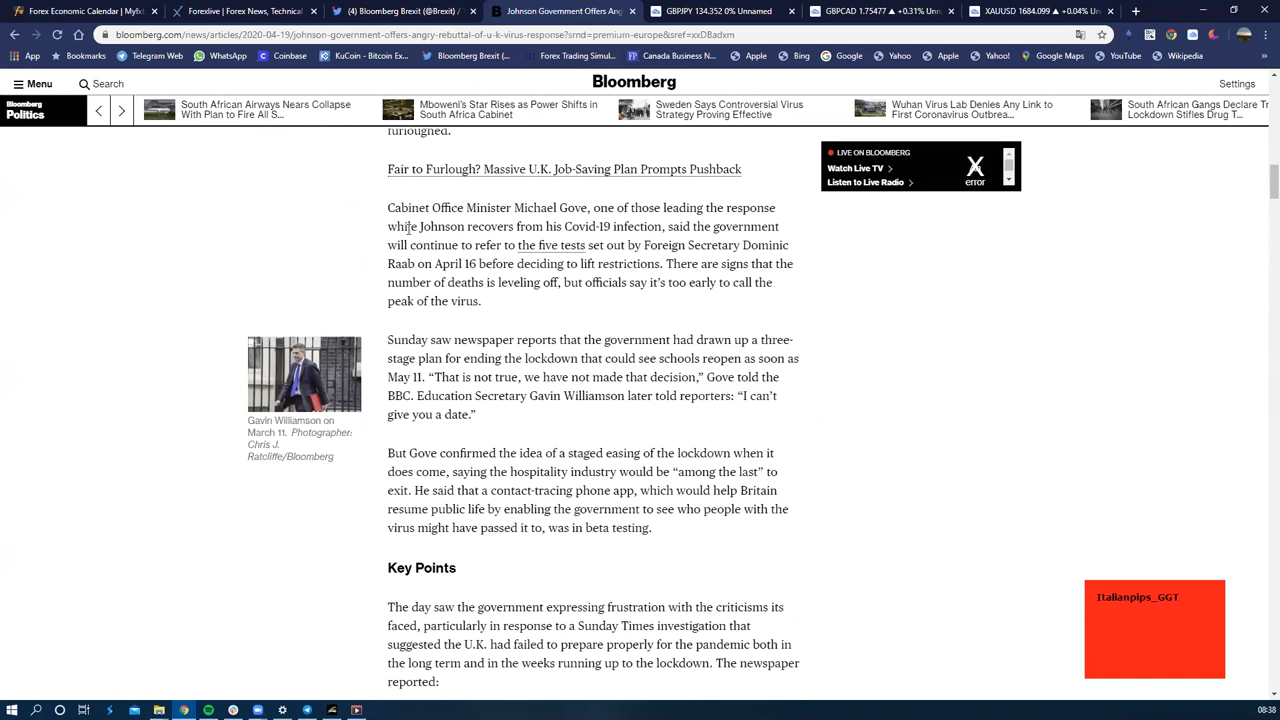 Forex Economic Calendar @ My
Forexlive | Forex News, Technical
(2) Bloomberg Brexit (@Brexit) /
Johnson Government Offers Angr
GBPJPY 134.352 0% Unnamed
GBPCAD 1.75477 ▲ +0.31% Unn
XAUUSD 1684.099 ▲ +0.04% Un
bloomberg.com/news/articles/2020-04-19/johnson-government-offers-angry-rebuttal-of-u-k-virus-response?srnd=premium-europe&sref=xxDBadxm
App
Telegram Web
WhatsApp
Coinbase
KuCoin - Bitcoin Ex...
Forex Factory
Bloomberg Brexit (...
Forex Trading Stud...
Canada Business N...
Apple
Bing
Google
Yahoo
Apple
Yahoo!
Google Maps
YouTube
Wikipedia
Menu
Search
Bloomberg
Settings
Bloomberg
Politics
South African Airways Nears Collapse
With Plan to Fire All S...
Mboweni's Star Rises as Power Shifts in
South Africa Cabinet
Sweden Says Controversial Virus
Strategy Proving Effective
Wuhan Virus Lab Denies Any Link to
First Coronavirus Outbrea...
South African Gangs Declare Tr
Lockdown Stifles Drug T...
furloughed.
LIVE ON BLOOMBERG
Watch Live TV
Listen to Live Radio
error
Fair to Furlough? Massive U.K. Job-Saving Plan Prompts Pushback
Cabinet Office Minister Michael Gove, one of those leading the response
while Johnson recovers from his Covid-19 infection, said the government
will continue to refer to the five tests set out by Foreign Secretary Dominic
Raab on April 16 before deciding to lift restrictions. There are signs that the
number of deaths is leveling off, but officials say it's too early to call the
peak of the virus.
Sunday saw newspaper reports that the government had drawn up a three-
stage plan for ending the lockdown that could see schools reopen as soon as
May 11. “That is not true, we have not made that decision,” Gove told the
BBC. Education Secretary Gavin Williamson later told reporters: “I can't
give you a date.”
Gavin Williamson on
March 11. Photographer:
Chris J.
Ratcliffe/Bloomberg
But Gove confirmed the idea of a staged easing of the lockdown when it
does come, saying the hospitality industry would be “among the last” to
exit. He said that a contact-tracing phone app, which would help Britain
resume public life by enabling the government to see who people with the
virus might have passed it to, was in beta testing.
Key Points
The day saw the government expressing frustration with the criticisms its
faced, particularly in response to a Sunday Times investigation that
suggested the U.K. had failed to prepare properly for the pandemic both in
the long term and in the weeks running up to the lockdown. The newspaper
reported:
Italianpips_GGT
08:38